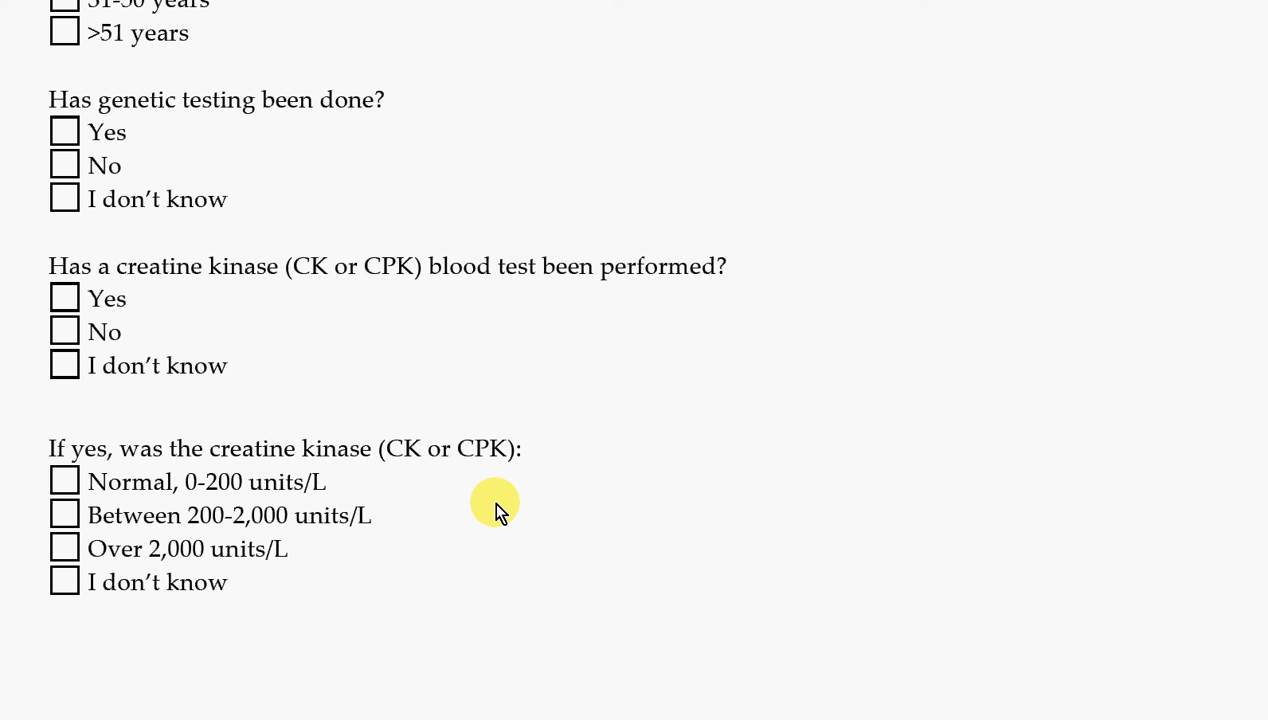 years
>51 years
Has genetic testing been done?
Yes
No
I don’t know
Has a creatine kinase (CK or CPK) blood test been performed?
Yes
No
I don’t know
If yes, was the creatine kinase (CK or CPK):
Normal, 0-200 units/L
Between 200-2,000 units/L
Over 2,000 units/L
I don’t know